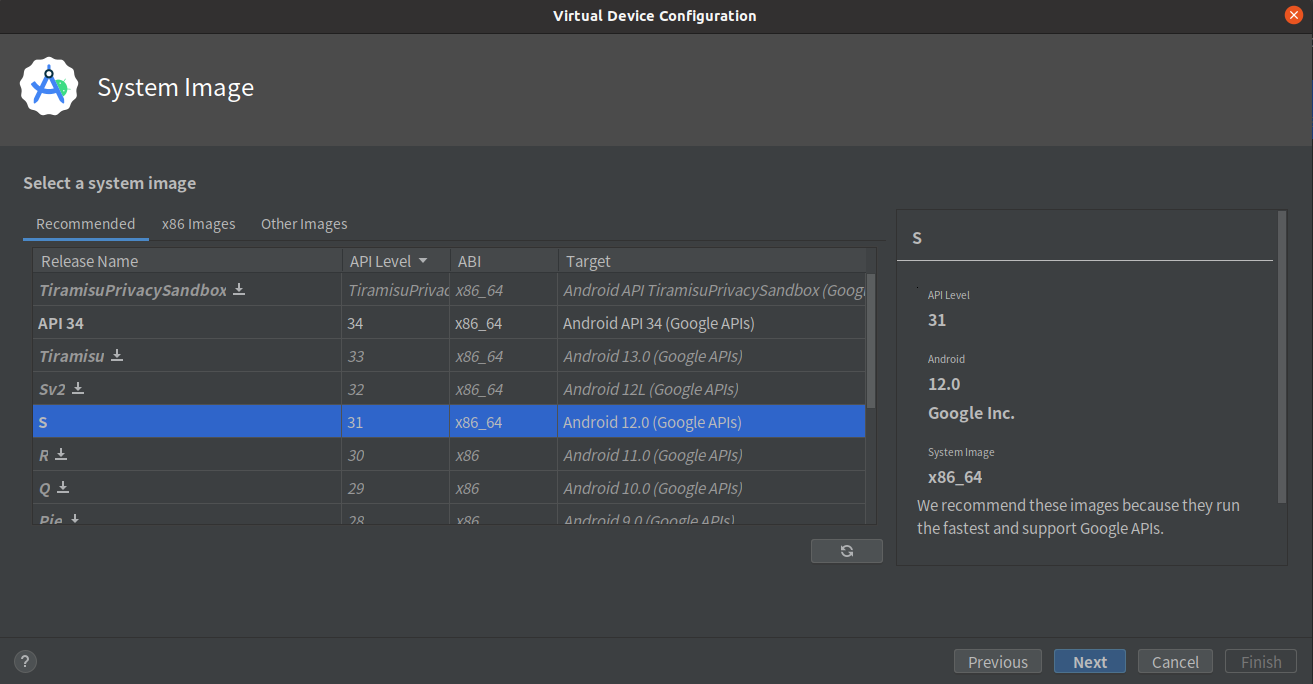 Virtual Device Configuration
System Image
Select a system image
Recommended x86 Images Other Images
Release Name API Level ABI Target
TiramisuPrivacySandbox TiramisuPrivac x86_64 Android API TiramisuPrivacySandbox (Googl
API 34 34 x86_64 Android API 34 (Google APIs)
Tiramisu 33 x86_64 Android 13.0 (Google APIs)
Sv2 32 x86_64 Android 12L (Google APIs)
S 31 x86_64 Android 12.0 (Google APIs)
R 30 x86 Android 11.0 (Google APIs)
Q 29 x86 Android 10.0 (Google APIs)
Pie 28 x86 Android 9.0 (Google APIs)
S
API Level
31
Android
12.0
Google Inc.
System Image
x86_64
We recommend these images because they run
the fastest and support Google APIs.
? Previous Next Cancel Finish